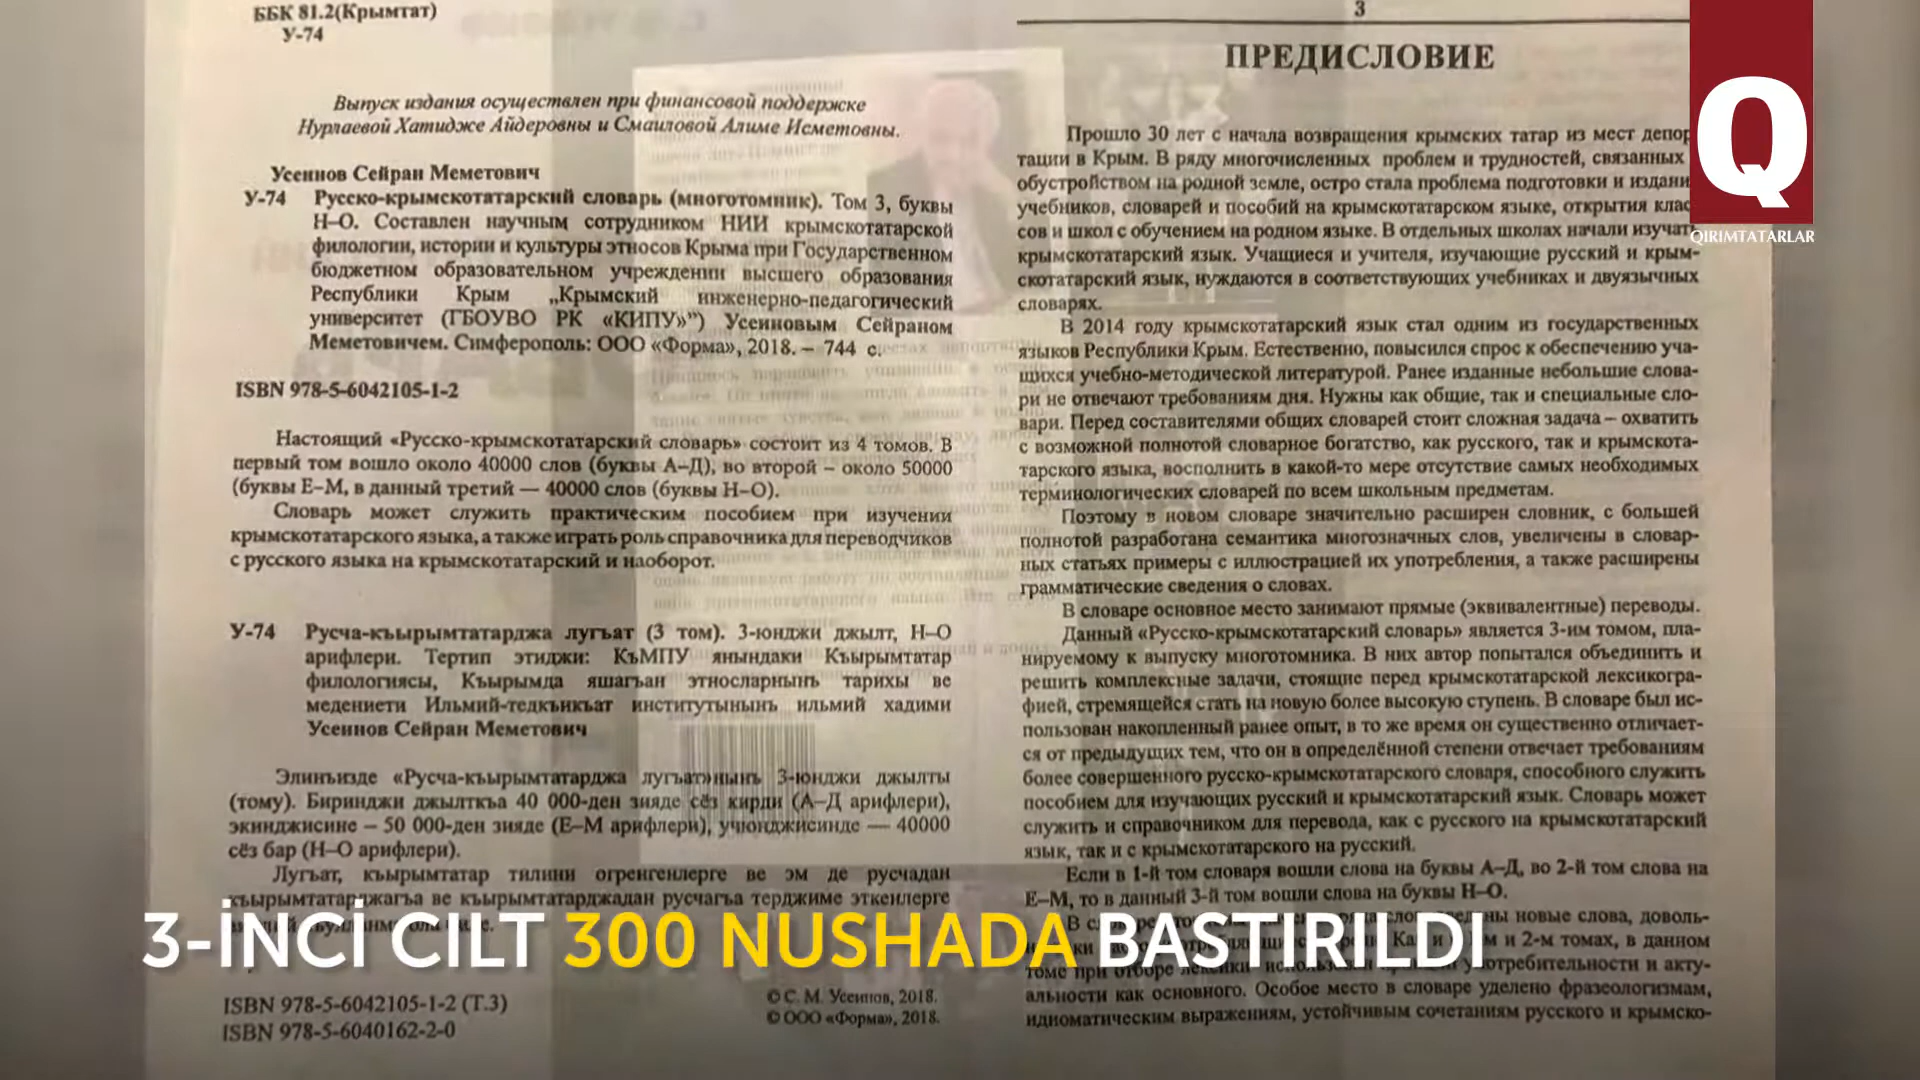 ББК 81.2(Крымтат)
У-74
Выпуск издания осуществлен при финансовой поддержке
Нурлаевой Хатидже Айдеровны и Смаиловой Алиме Исметовны.
Усеинов Сейран Меметович
У-74 Русско-крымскотатарский словарь (многотомник). Том 3, буквы
Н–О. Составлен научным сотрудником НИИ крымскотатарской
филологии, истории и культуры этносов Крыма при Государственном
бюджетном образовательном учреждении высшего образования
Республики Крым „Крымский инженерно-педагогический
университет (ГБОУВО РК «КИПУ»”) Усеиновым Сейраном
Меметовичем. Симферополь: ООО «Форма», 2018. – 744 с.
ISBN 978-5-6042105-1-2
Настоящий «Русско-крымскотатарский словарь» состоит из 4 томов. В
первый том вошло около 40000 слов (буквы А–Д), во второй – около 50000
(буквы Е–М, в данный третий — 40000 слов (буквы Н–О).
Словарь может служить практическим пособием при изучении
крымскотатарского языка, а также играть роль справочника для переводчиков
с русского языка на крымскотатарский и наоборот.
У-74 Русча-къырымтатарджа лугъат (3 том). 3-юнджи джылт, Н–О
арифлери. Тертип этиджи: КъМПУ янындаки Къырымтатар
филологиясы, Къырымда яшагъан этносларнынъ тарихы ве
медениети Ильмий-тедкъикъат институтынынъ ильмий хадими
Усеинов Сейран Меметович
Элинъизде «Русча-къырымтатарджа лугъат»нынъ 3-юнджи джылты
(тому). Биринджи джылткъа 40 000-ден зияде сёз кирди (А–Д арифлери),
экинджисине – 50 000-ден зияде (Е–М арифлери), учюнджисинде — 40000
сёз бар (Н–О арифлери).
Лугъат, къырымтатар тилини огренгенлерге ве эм де русчадан
къырымтатарджагъа ве къырымтатарджадан русчагъа терджиме эткенлерге
ISBN 978-5-6042105-1-2 (Т.3)
ISBN 978-5-6040162-2-0
© С. М. Усеинов, 2018.
© ООО «Форма», 2018.
3
ПРЕДИСЛОВИЕ
Прошло 30 лет с начала возвращения крымских татар из мест депор
тации в Крым. В ряду многочисленных проблем и трудностей, связанных
обустройством на родной земле, остро стала проблема подготовки и издани
учебников, словарей и пособий на крымскотатарском языке, открытия клас
сов и школ с обучением на родном языке. В отдельных школах начали изучать
крымскотатарский язык. Учащиеся и учителя, изучающие русский и крым-
скотатарский язык, нуждаются в соответствующих учебниках и двуязычных
словарях.
В 2014 году крымскотатарский язык стал одним из государственных
языков Республики Крым. Естественно, повысился спрос к обеспечению уча-
щихся учебно-методической литературой. Ранее изданные небольшие слова-
ри не отвечают требованиям дня. Нужны как общие, так и специальные сло-
вари. Перед составителями общих словарей стоит сложная задача – охватить
с возможной полнотой словарное богатство, как русского, так и крымскота-
тарского языка, восполнить в какой-то мере отсутствие самых необходимых
терминологических словарей по всем школьным предметам.
Поэтому в новом словаре значительно расширен словник, с большей
полнотой разработана семантика многозначных слов, увеличены в словар-
ных статьях примеры с иллюстрацией их употребления, а также расширены
грамматические сведения о словах.
В словаре основное место занимают прямые (эквивалентные) переводы.
Данный «Русско-крымскотатарский словарь» является 3-им томом, пла-
нируемому к выпуску многотомника. В них автор попытался объединить и
решить комплексные задачи, стоящие перед крымскотатарской лексикогра-
фией, стремящейся стать на новую более высокую ступень. В словаре был ис-
пользован накопленный ранее опыт, в то же время он существенно отличает-
ся от предыдущих тем, что он в определённой степени отвечает требованиям
более совершенного русско-крымскотатарского словаря, способного служить
пособием для изучающих русский и крымскотатарский язык. Словарь может
служить и справочником для перевода, как с русского на крымскотатарский
язык, так и с крымскотатарского на русский.
Если в 1-й том словаря вошли слова на буквы А–Д, во 2-й том слова на
Е–М, то в данный 3-й том вошли слова на буквы Н–О.
новые слова, доволь-
и 2-м томах, в данном
томе при отборе лексики употребительности и акту-
альности как основного. Особое место в словаре уделено фразеологизмам,
идиоматическим выражениям, устойчивым сочетаниям русского и крымско-
Q
QIRIMTATARLAR
3-İNCİ CILT 300 NUSHADA BASTIRILDI